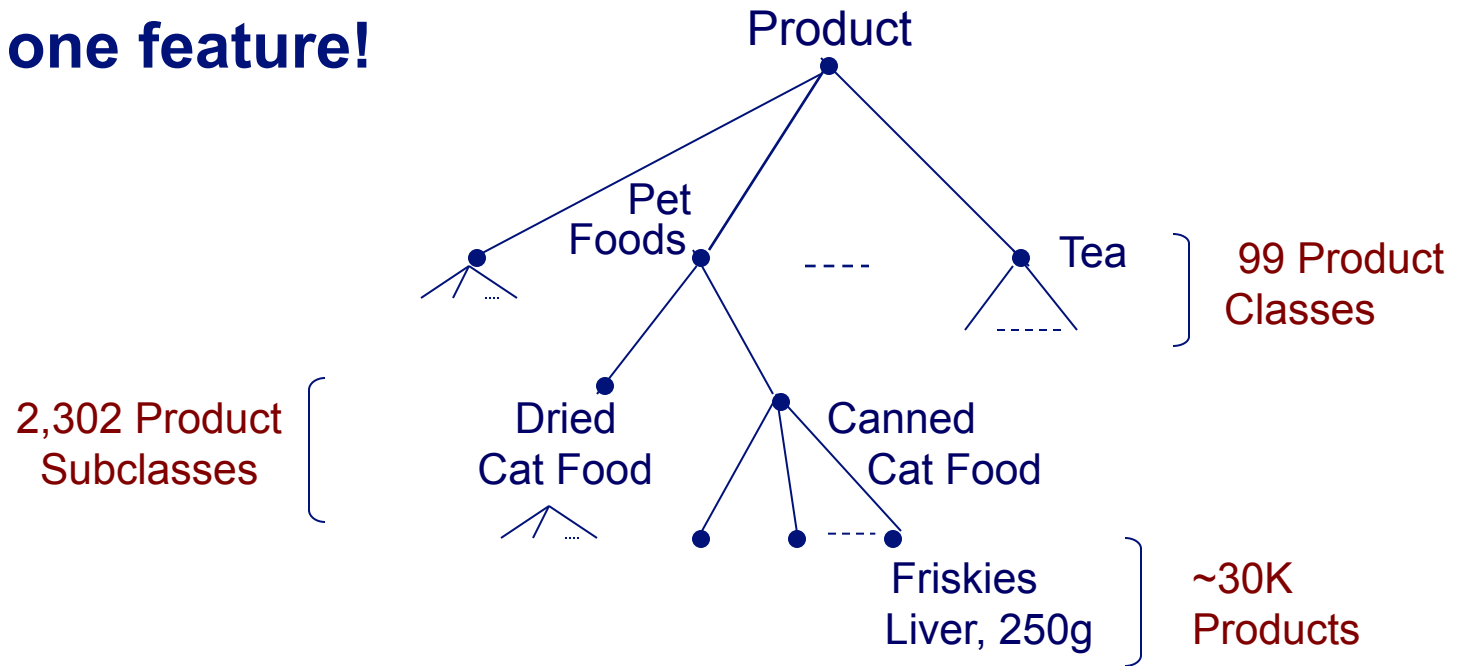 one feature!
Product
Pet
Foods
Tea
99 Product
Classes
2,302 Product
Subclasses
Dried
Cat Food
Canned
Cat Food
Friskies
Liver, 250g
~30K
Products